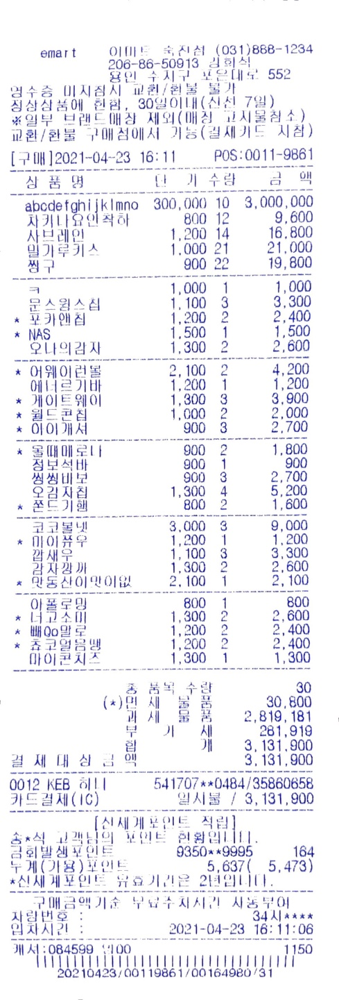 emart 이마트 죽전점 (031)888-1234
206-86-50913 강희석
용인 수지구 포은대로 552
영수증 미지참시 교환/환불 불가
정상상품에 한함, 30일이내(신선 7일)
※일부 브랜드매장 제외(매장 고지물참조)
교환/환불 구매점에서 가능(결제카드 지참)
[구매]2021-04-23 16:11 POS:0011-9861
상 품 명 단 가 수량 금 액
abcdefghijklmno 300,000 10 3,000,000
자키나요인착하 800 12 9,600
사브레인 1,200 14 16,800
밀가루키스 1,000 21 21,000
씽구 900 22 19,800
ㅋ 1,000 1 1,000
문스윙스칩 1,100 3 3,300
* 포카앤칩 1,200 2 2,400
* NAS 1,500 1 1,500
오나의감자 1,300 2 2,600
* 어웨이런볼 2,100 2 4,200
에너르기바 1,200 1 1,200
* 게이트웨이 1,300 3 3,900
* 월드콘칩 1,000 2 2,000
* 아이개셔 900 3 2,700
* 올때메로나 900 2 1,800
정보석바 900 1 900
씽씽바보 900 3 2,700
오감자칩 1,300 4 5,200
* 쫀드기행 800 2 1,600
코코볼넷 3,000 3 9,000
* 마이쮸우 1,200 1 1,200
깝새우 1,100 3 3,300
감자깡까 1,300 2 2,600
* 맛동산이맛이없 2,100 1 2,100
아폴로밍 800 1 800
* 너고소미 1,300 2 2,600
* 빼Qo말로 1,200 2 2,400
* 쵸코얼음땡 1,200 2 2,400
마이콘치즈 1,300 1 1,300
총 품목 수량 30
(*)면 세 물 품 30,800
과 세 물 품 2,819,181
부 가 세 281,919
합 계 3,131,900
결 제 대 상 금 액 3,131,900
0012 KEB 하나 541707**0484/35860658
카드결제(IC) 일시불 / 3,131,900
[신세계포인트 적립]
송*석 고객님의 포인트 현황입니다.
금회발생포인트 9350**9995 164
누계(가용)포인트 5,637( 5,473)
*신세계포인트 유효기간은 2년입니다.
구매금액기준 무료주차시간 자동부여
차량번호 : 34시****
입차시간 : 2021-04-23 16:11:06
캐셔:084599 양00 1150
20210423/00119861/00164980/31